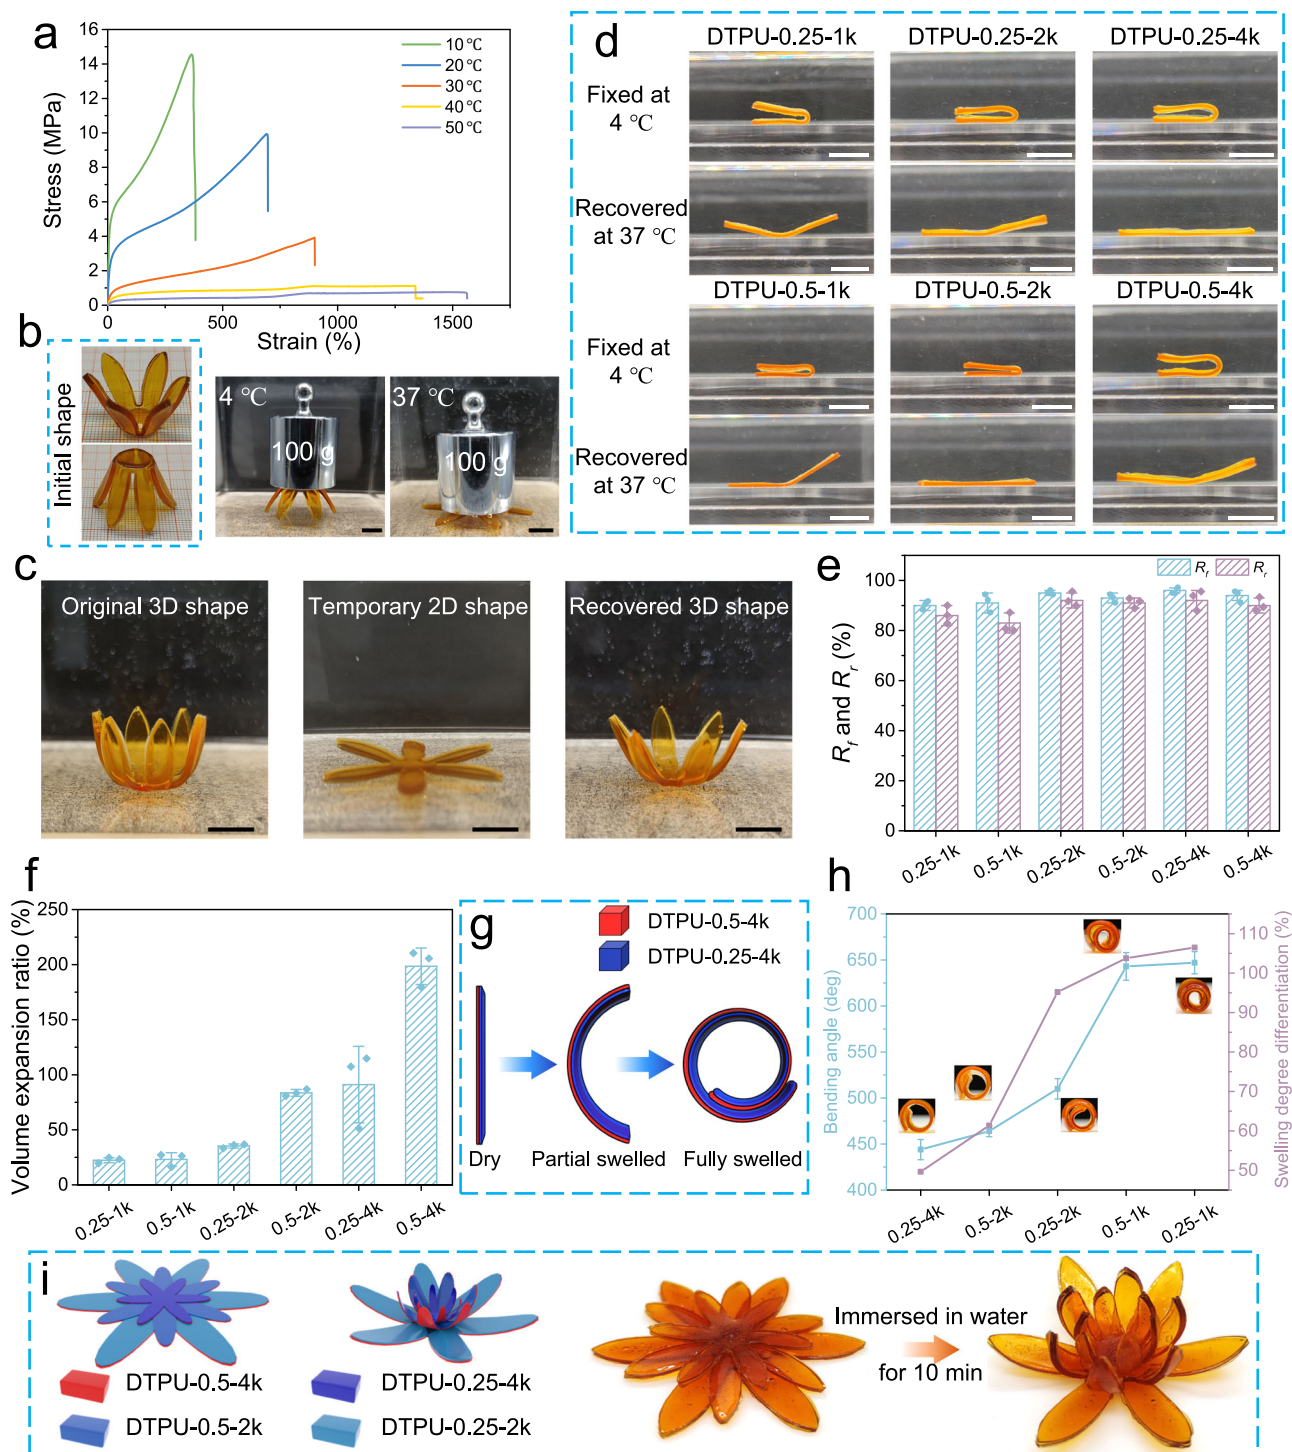 a
16
14
12
10
8
6
4
2
0
Stress (MPa)
0 500 1000 1500
Strain (%)
10 ℃
20 ℃
30 ℃
40 ℃
50 ℃
b
Initial shape
4 ℃
100 g
37 ℃
100 g
c
Original 3D shape
Temporary 2D shape
Recovered 3D shape
d
DTPU-0.25-1k DTPU-0.25-2k DTPU-0.25-4k
Fixed at
4 ℃
Recovered
at 37 ℃
DTPU-0.5-1k DTPU-0.5-2k DTPU-0.5-4k
Fixed at
4 ℃
Recovered
at 37 ℃
e
Rf Rr
100
80
60
40
20
0
Rf and Rr (%)
0.25-1k 0.5-1k 0.25-2k 0.5-2k 0.25-4k 0.5-4k
f
250
200
150
100
50
0
Volume expansion ratio (%)
0.25-1k 0.5-1k 0.25-2k 0.5-2k 0.25-4k 0.5-4k
g
DTPU-0.5-4k
DTPU-0.25-4k
Dry Partial swelled Fully swelled
h
700
650
600
550
500
450
400
Bending angle (deg)
110
100
90
80
70
60
50
Swelling degree differentiation (%)
0.25-4k 0.5-2k 0.25-2k 0.5-1k 0.25-1k
i
DTPU-0.5-4k DTPU-0.25-4k
DTPU-0.5-2k DTPU-0.25-2k
Immersed in water
for 10 min